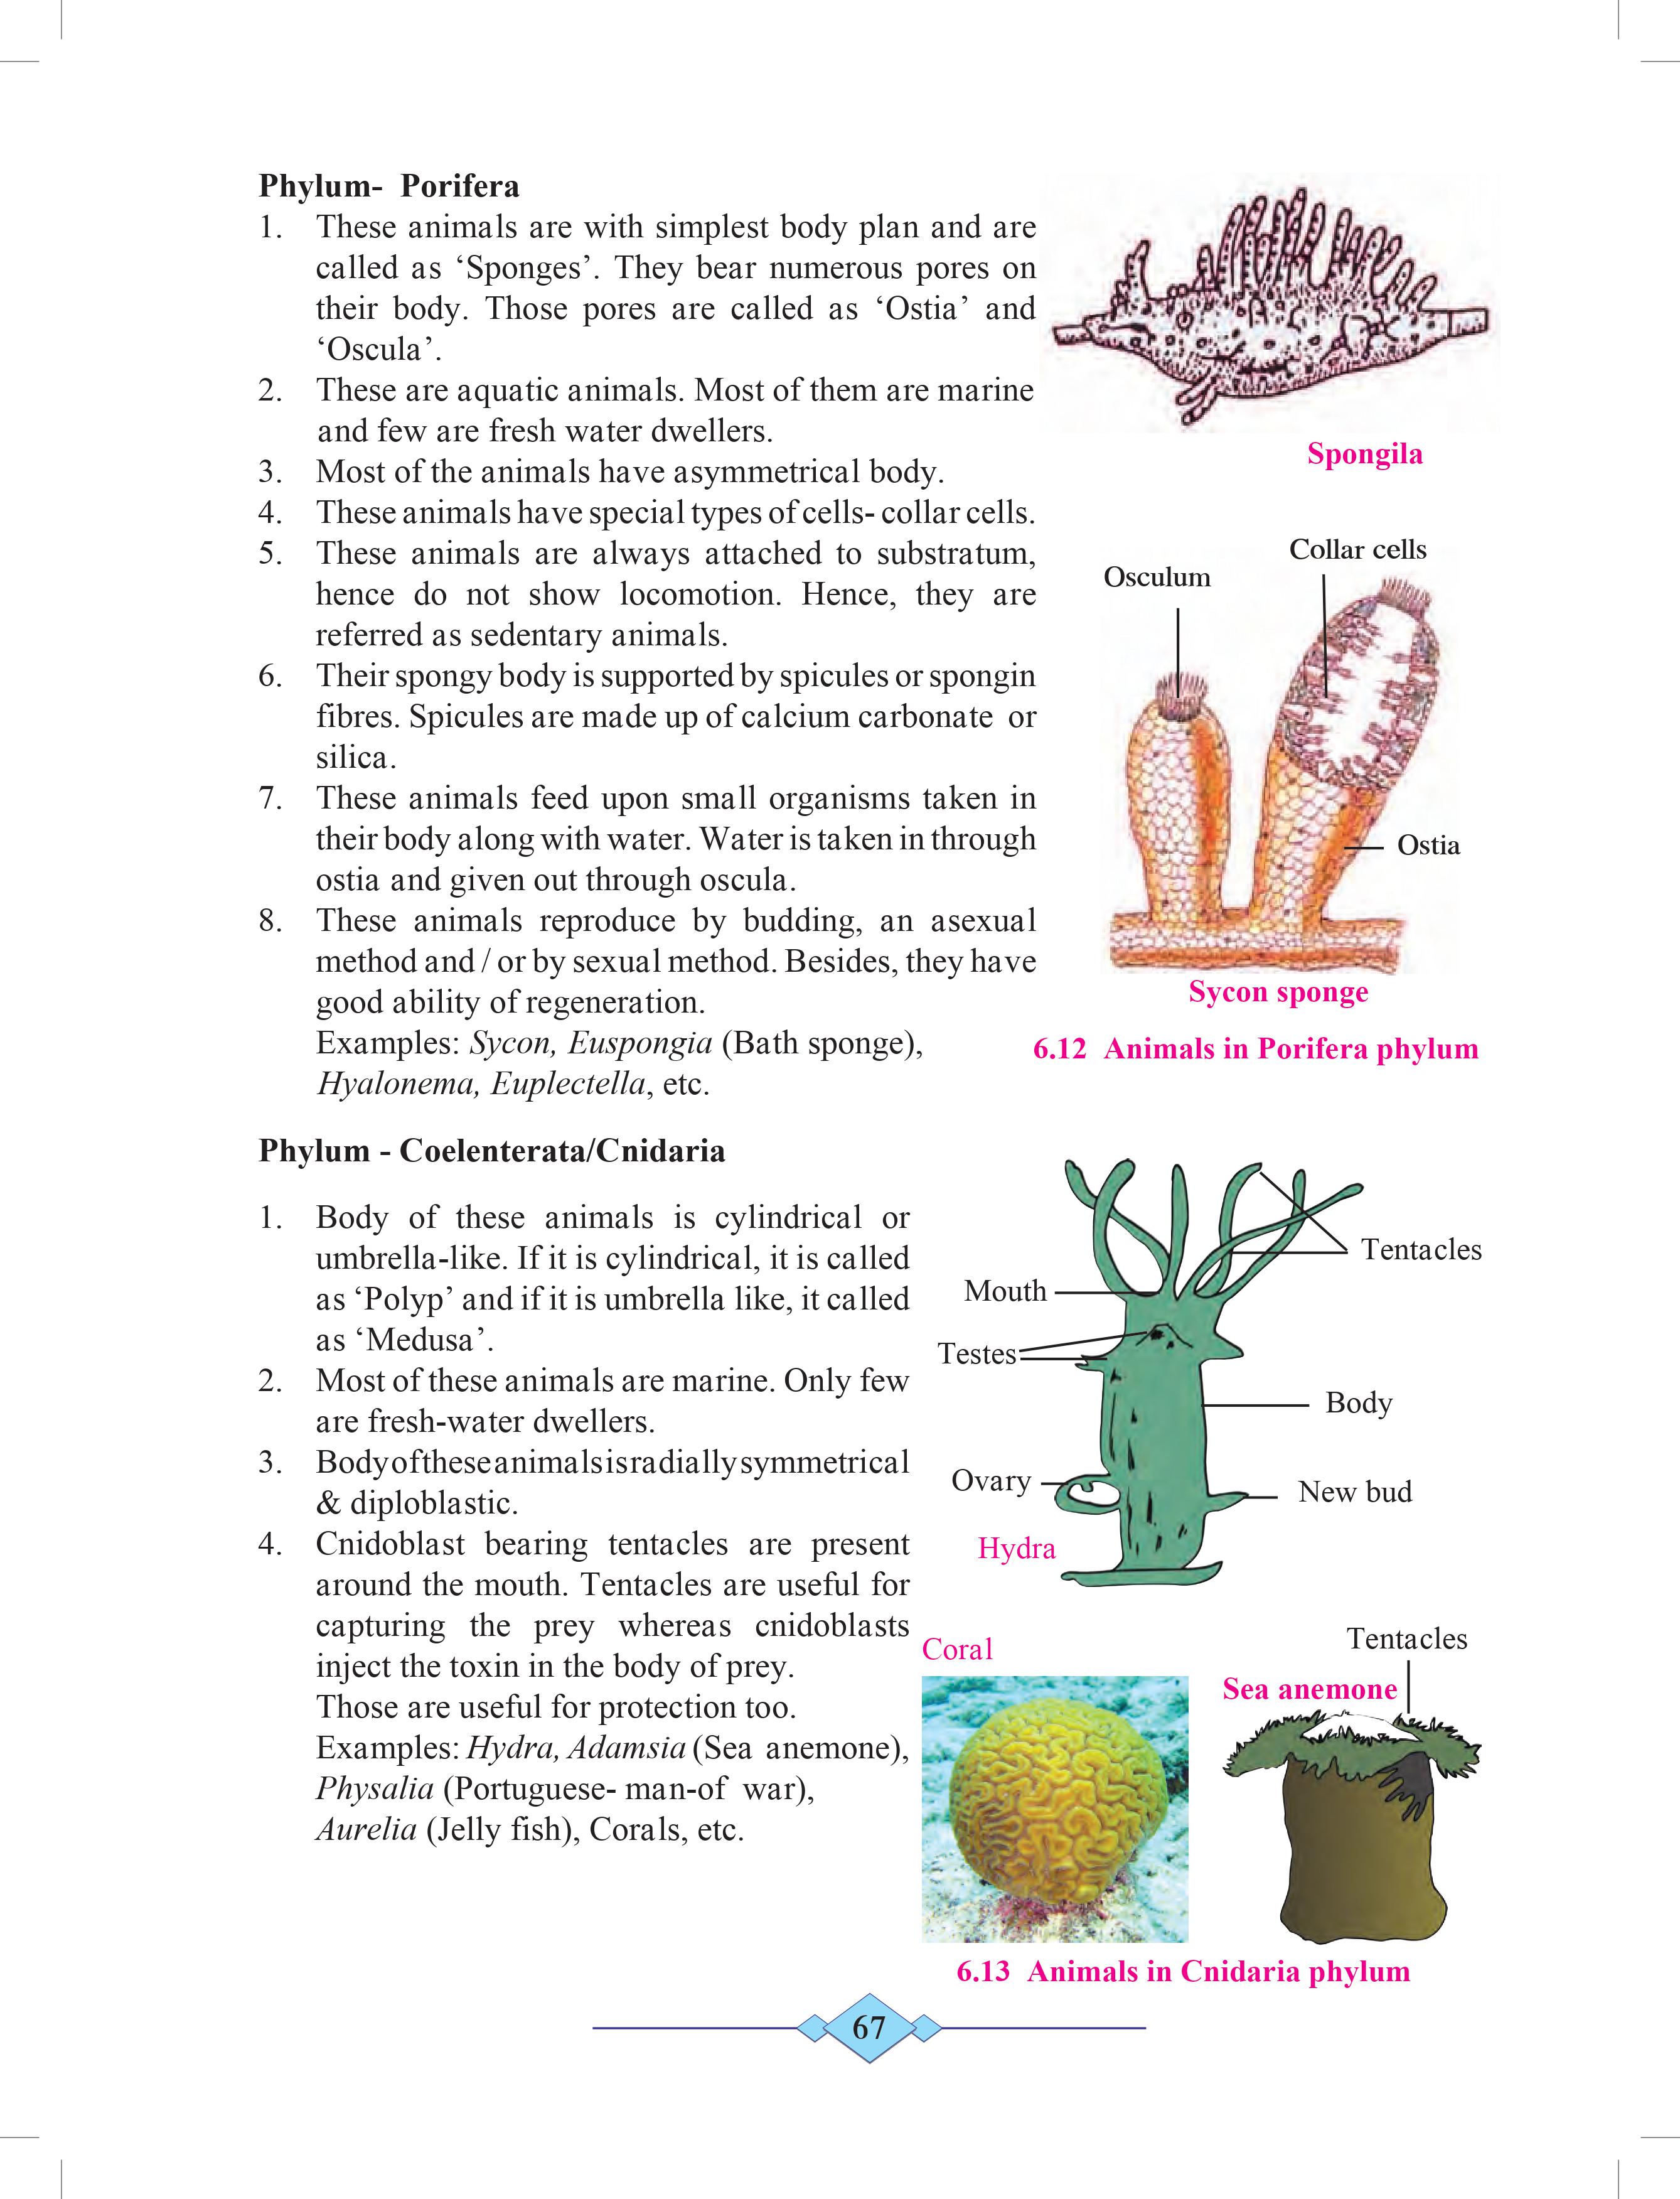 Phylum- Porifera
1. These animals are with simplest body plan and are
called as ‘Sponges’. They bear numerous pores on
their body. Those pores are called as ‘Ostia’ and
‘Oscula’.
2. These are aquatic animals. Most of them are marine
and few are fresh water dwellers.
3. Most of the animals have asymmetrical body.
4. These animals have special types of cells- collar cells.
5. These animals are always attached to substratum,
hence do not show locomotion. Hence, they are
referred as sedentary animals.
6. Their spongy body is supported by spicules or spongin
fibres. Spicules are made up of calcium carbonate or
silica.
7. These animals feed upon small organisms taken in
their body along with water. Water is taken in through
ostia and given out through oscula.
8. These animals reproduce by budding, an asexual
method and / or by sexual method. Besides, they have
good ability of regeneration.
Examples: Sycon, Euspongia (Bath sponge),
Hyalonema, Euplectella, etc.
Spongila
Collar cells
Osculum
Ostia
Sycon sponge
6.12 Animals in Porifera phylum
Phylum - Coelenterata/Cnidaria
1. Body of these animals is cylindrical or
umbrella-like. If it is cylindrical, it is called
as ‘Polyp’ and if it is umbrella like, it called
as ‘Medusa’.
2. Most of these animals are marine. Only few
are fresh-water dwellers.
3. Body of these animals is radially symmetrical
& diploblastic.
4. Cnidoblast bearing tentacles are present
around the mouth. Tentacles are useful for
capturing the prey whereas cnidoblasts
inject the toxin in the body of prey.
Those are useful for protection too.
Examples: Hydra, Adamsia (Sea anemone),
Physalia (Portuguese- man-of war),
Aurelia (Jelly fish), Corals, etc.
Tentacles
Mouth
Testes
Body
Ovary
New bud
Hydra
Coral
Tentacles
Sea anemone
6.13 Animals in Cnidaria phylum
67